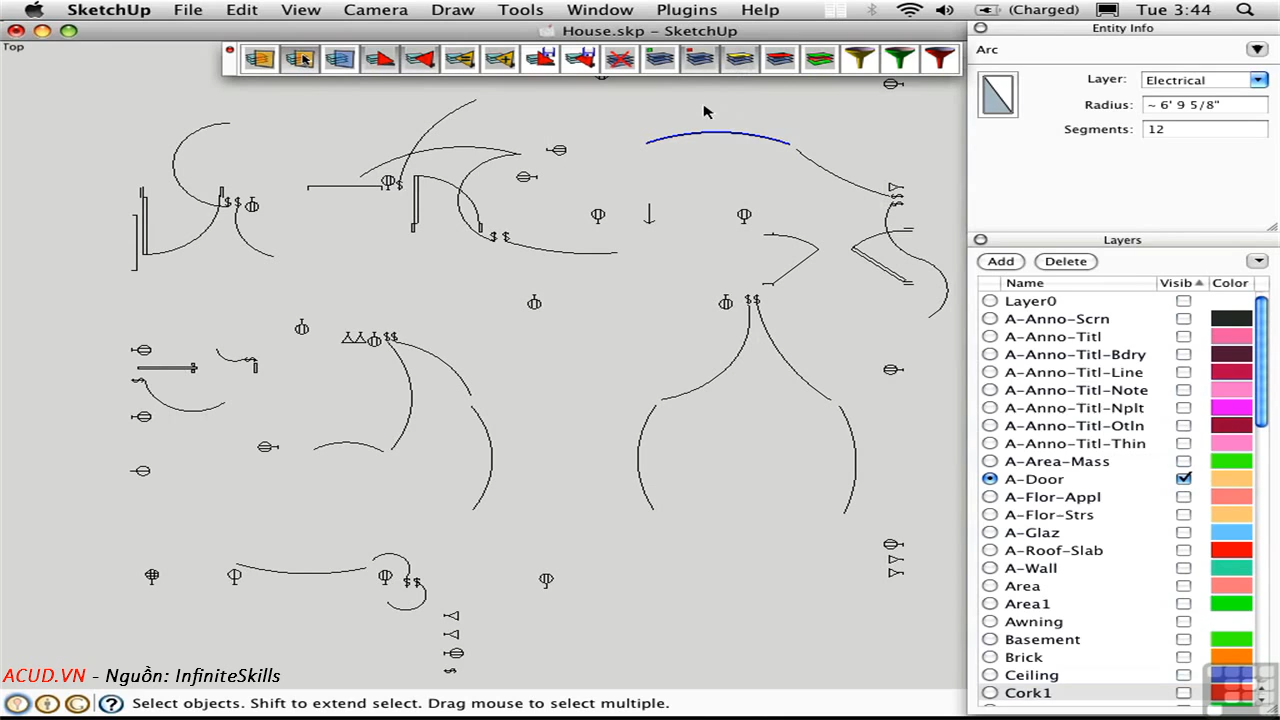 SketchUp File Edit View Camera Draw Tools Window Plugins Help (Charged) Tue 3:44
House.skp – SketchUp
Top
Entity Info
Arc
Layer: Electrical
Radius: ~ 6' 9 5/8"
Segments: 12
Layers
Add Delete
Name Visib Color
Layer0
A-Anno-Scrn
A-Anno-Titl
A-Anno-Titl-Bdry
A-Anno-Titl-Line
A-Anno-Titl-Note
A-Anno-Titl-Nplt
A-Anno-Titl-Otln
A-Anno-Titl-Thin
A-Area-Mass
A-Door
A-Flor-Appl
A-Flor-Strs
A-Glaz
A-Roof-Slab
A-Wall
Area
Area1
Awning
Basement
Brick
Ceiling
Cork1
$$
$
$$
$$
$$
$$
$$
ACUD.VN - Nguồn: InfiniteSkills
Select objects. Shift to extend select. Drag mouse to select multiple.